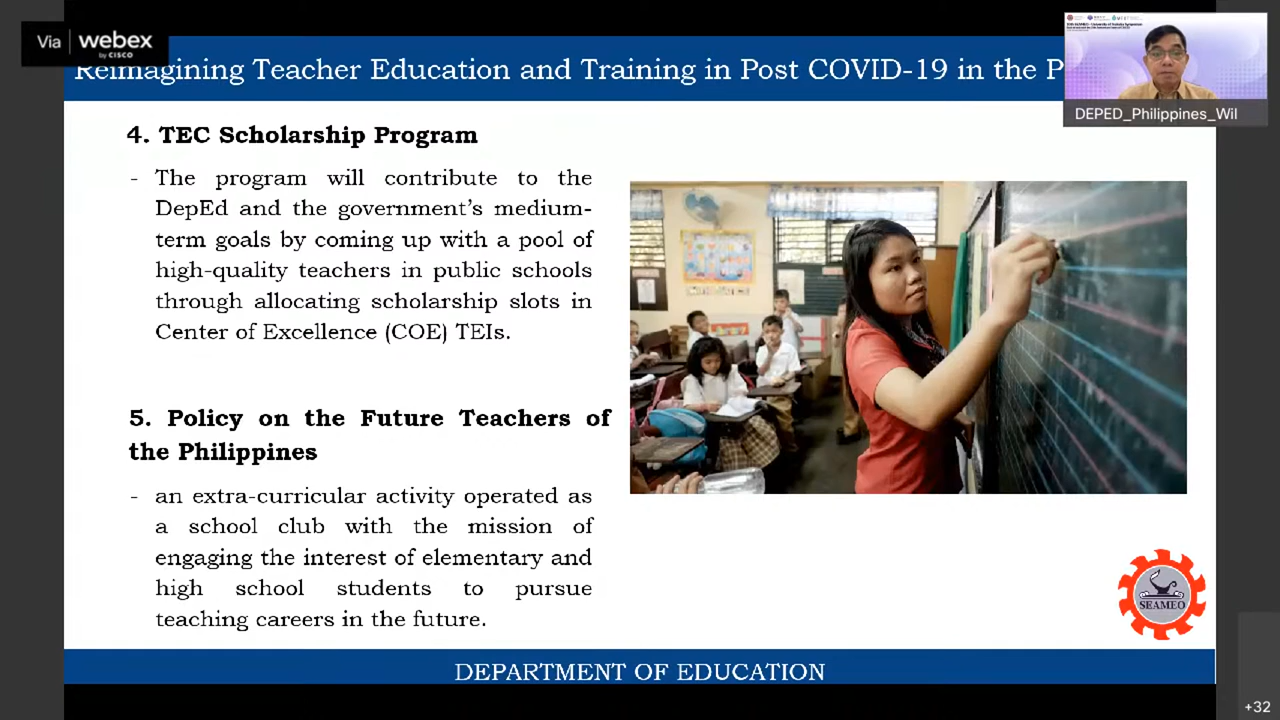 Via webex
by CISCO
Reimagining Teacher Education and Training in Post COVID-19 in the P
DEPED_Philippines_Wil
4. TEC Scholarship Program
- The program will contribute to the
DepEd and the government's medium-
term goals by coming up with a pool of
high-quality teachers in public schools
through allocating scholarship slots in
Center of Excellence (COE) TEIs.
5. Policy on the Future Teachers of
the Philippines
- an extra-curricular activity operated as
a school club with the mission of
engaging the interest of elementary and
high school students to pursue
teaching careers in the future.
SEAMEO
DEPARTMENT OF EDUCATION
+32